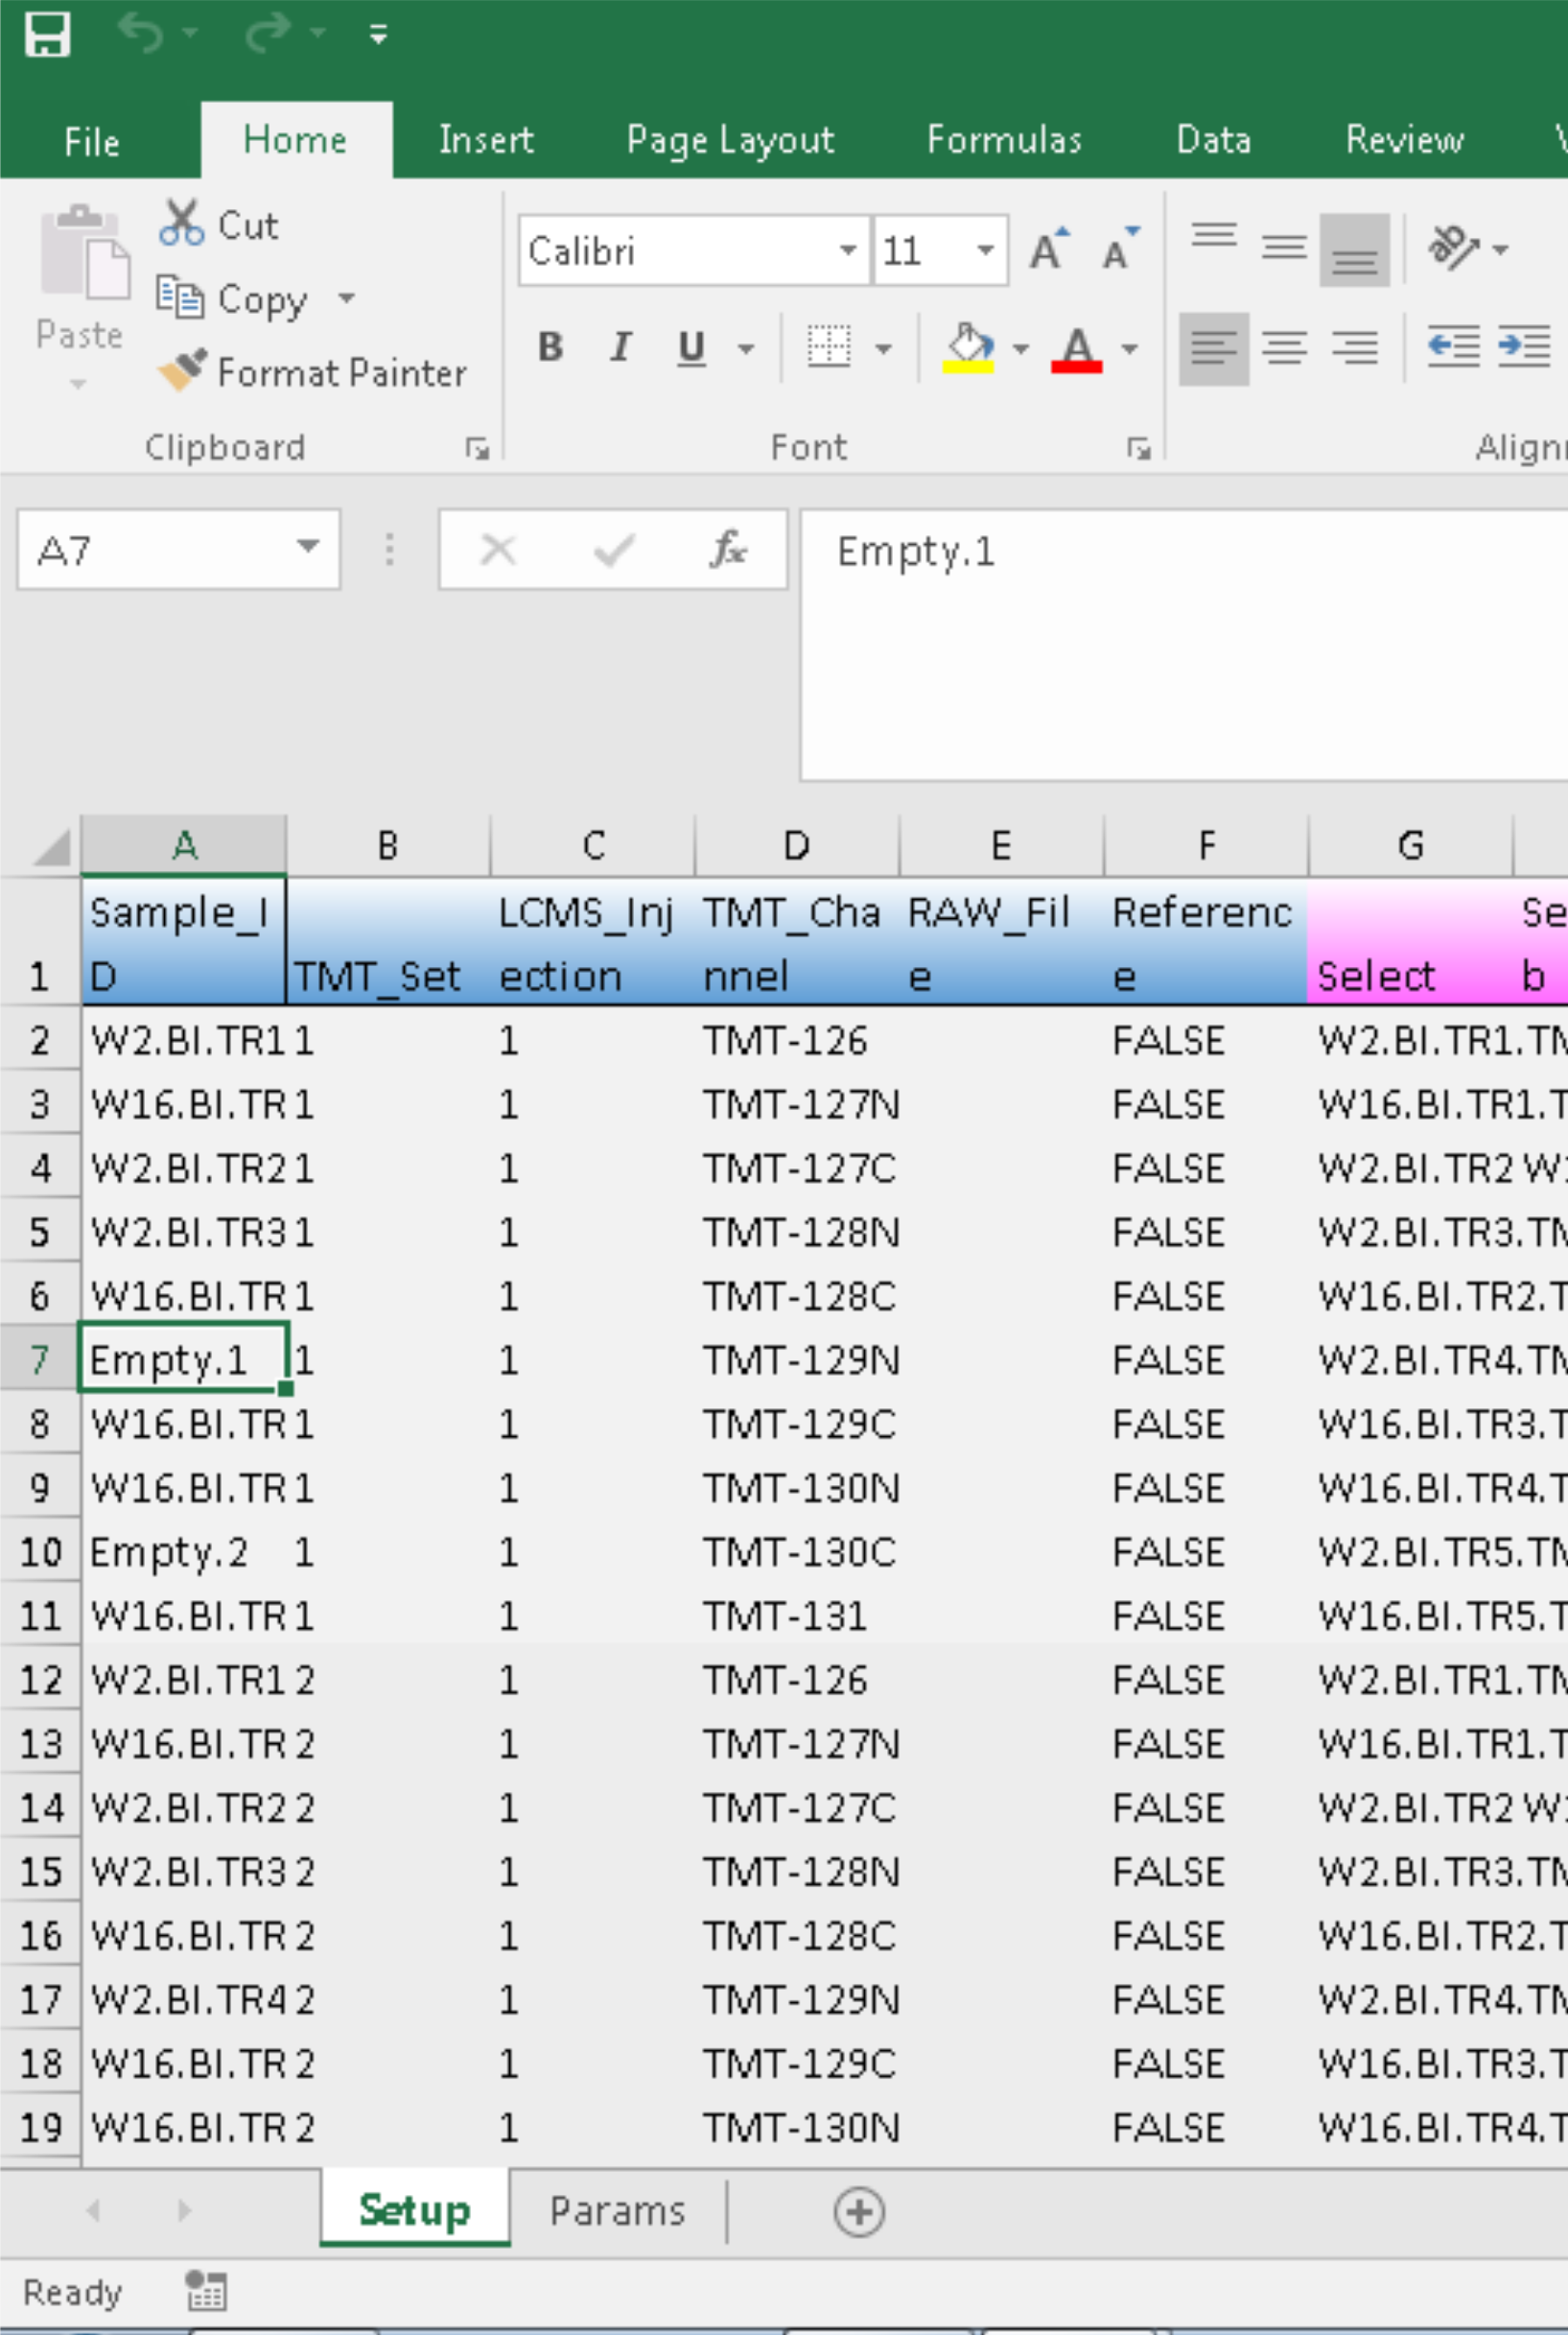 File Home Insert Page Layout Formulas Data Review
Cut
Copy
Paste
Format Painter
Calibri 11
B I U
Clipboard Font
A7 fx Empty.1
A B C D E F G
1 Sample_ID TMT_Set LCMS_Injection TMT_Channel RAW_File Reference Select
2 W2.BI.TR1 1 1 TMT-126 FALSE W2.BI.TR1.TM
3 W16.BI.TR 1 1 TMT-127N FALSE W16.BI.TR1.T
4 W2.BI.TR2 1 1 TMT-127C FALSE W2.BI.TR2 W1
5 W2.BI.TR3 1 1 TMT-128N FALSE W2.BI.TR3.TM
6 W16.BI.TR 1 1 TMT-128C FALSE W16.BI.TR2.T
7 Empty.1 1 1 TMT-129N FALSE W2.BI.TR4.TM
8 W16.BI.TR 1 1 TMT-129C FALSE W16.BI.TR3.T
9 W16.BI.TR 1 1 TMT-130N FALSE W16.BI.TR4.T
10 Empty.2 1 1 TMT-130C FALSE W2.BI.TR5.TM
11 W16.BI.TR 1 1 TMT-131 FALSE W16.BI.TR5.T
12 W2.BI.TR1 2 1 TMT-126 FALSE W2.BI.TR1.TM
13 W16.BI.TR 2 1 TMT-127N FALSE W16.BI.TR1.T
14 W2.BI.TR2 2 1 TMT-127C FALSE W2.BI.TR2 W1
15 W2.BI.TR3 2 1 TMT-128N FALSE W2.BI.TR3.TM
16 W16.BI.TR 2 1 TMT-128C FALSE W16.BI.TR2.T
17 W2.BI.TR4 2 1 TMT-129N FALSE W2.BI.TR4.TM
18 W16.BI.TR 2 1 TMT-129C FALSE W16.BI.TR3.T
19 W16.BI.TR 2 1 TMT-130N FALSE W16.BI.TR4.T
Setup Params
Ready